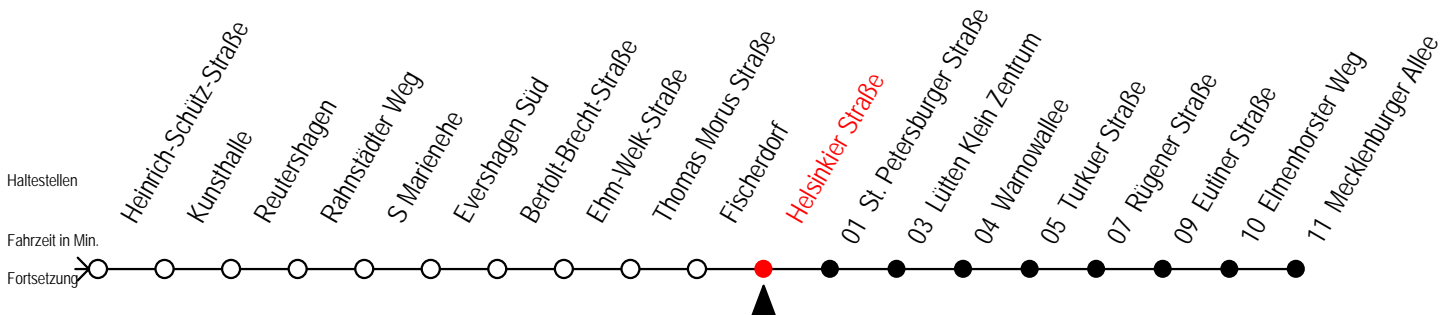 Haltestellen
Fahrzeit in Min.
Fortsetzung
Heinrich-Schütz-Straße
Kunsthalle
Reutershagen
Rahnstädter Weg
S Marienehe
Evershagen Süd
Bertolt-Brecht-Straße
Ehm-Welk-Straße
Thomas Morus Straße
Fischerdorf
Helsinkier Straße
01 St. Petersburger Straße
03 Lütten Klein Zentrum
04 Warnowallee
05 Turkuer Straße
07 Rügener Straße
09 Eutiner Straße
10 Elmenhorster Weg
11 Mecklenburger Allee